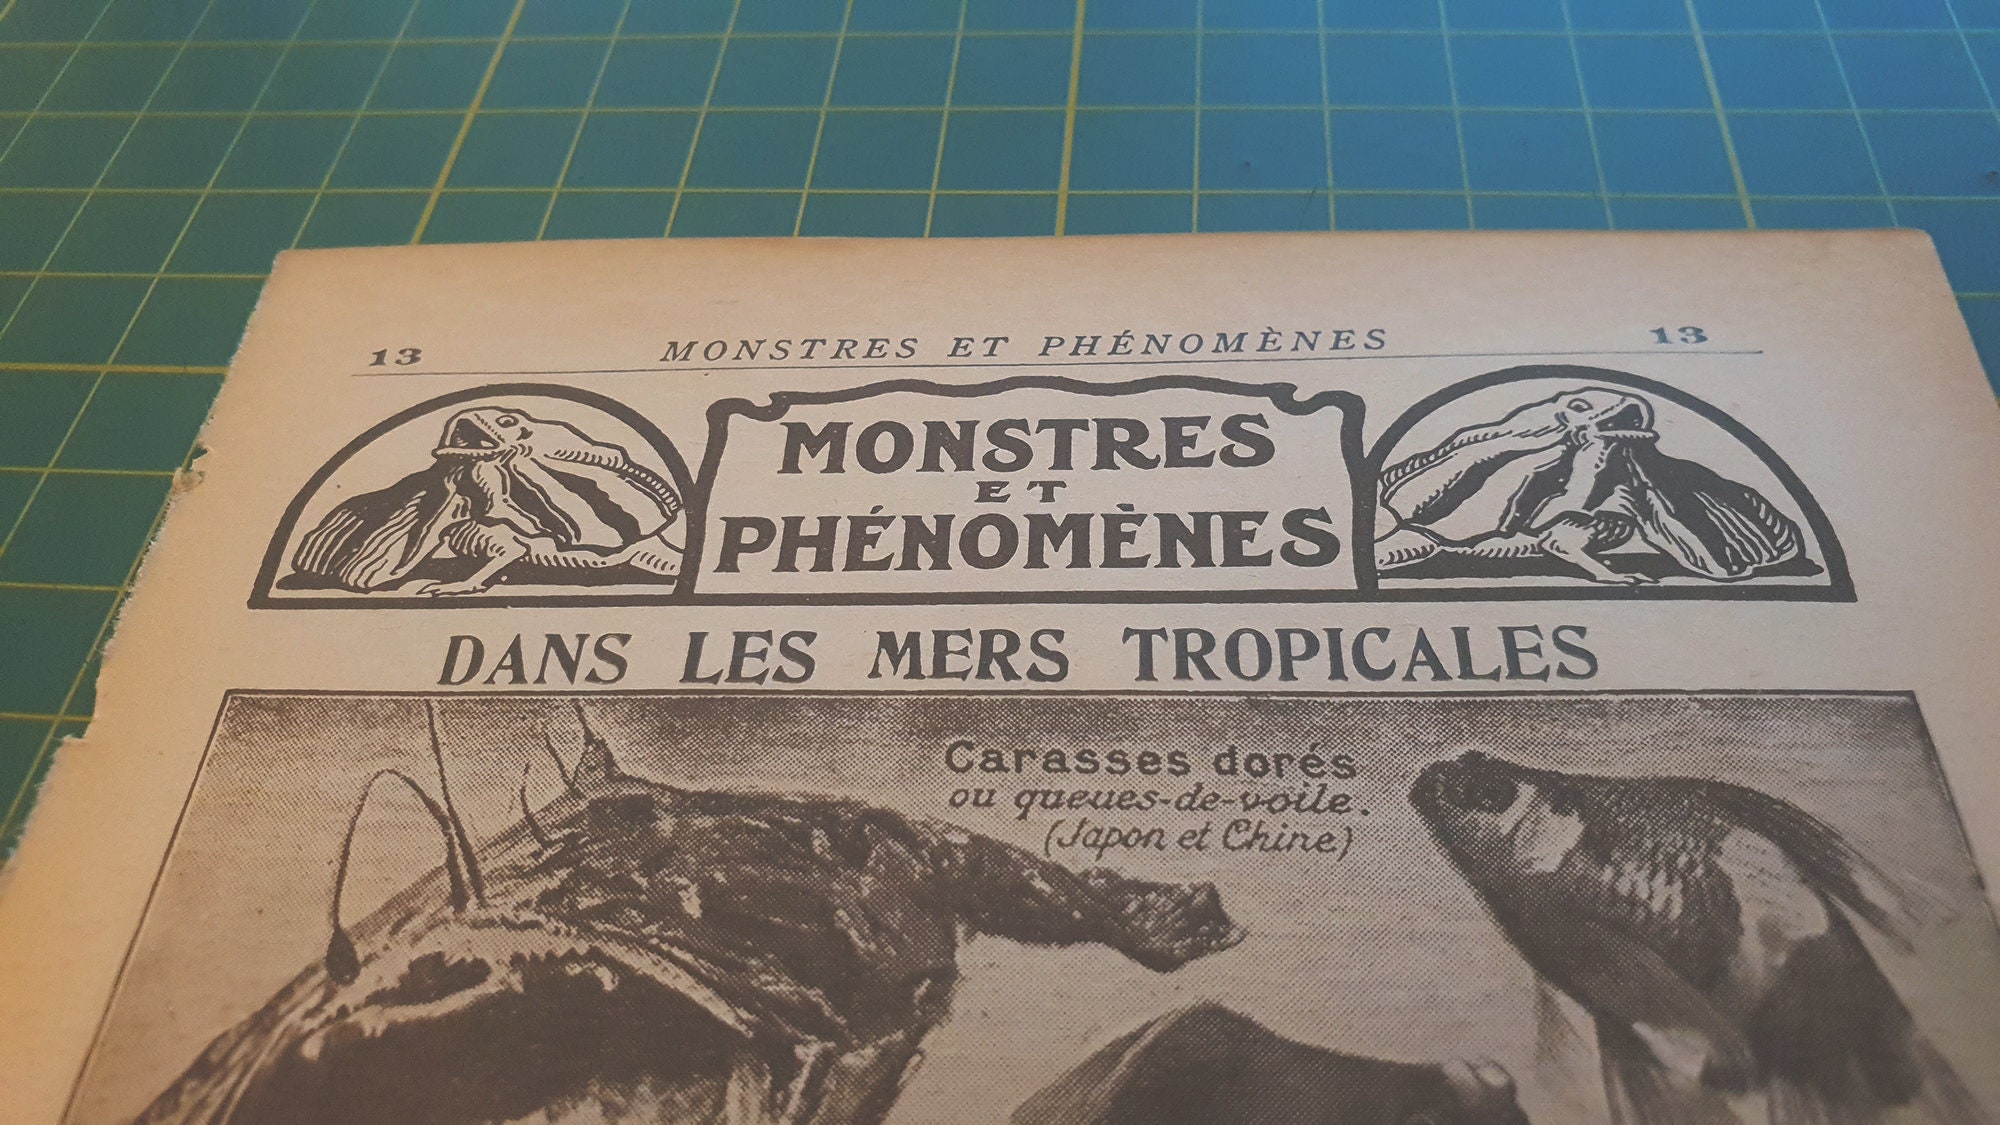 13 MONSTRES ET PHÉNOMÈNES 13
MONSTRES
ET
PHÉNOMÈNES
DANS LES MERS TROPICALES
Carasses dorés
ou queues-de-voile.
(Japon et Chine)